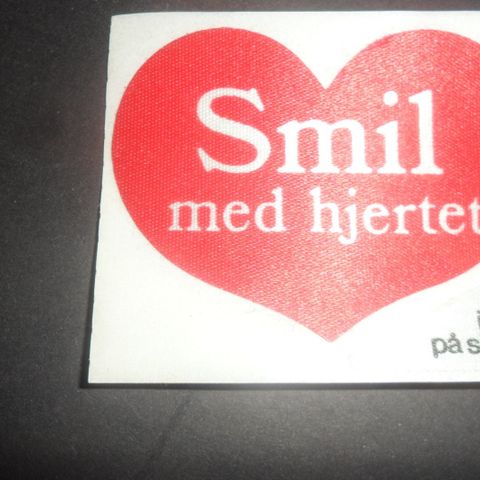 Smil
med hjertet
på s